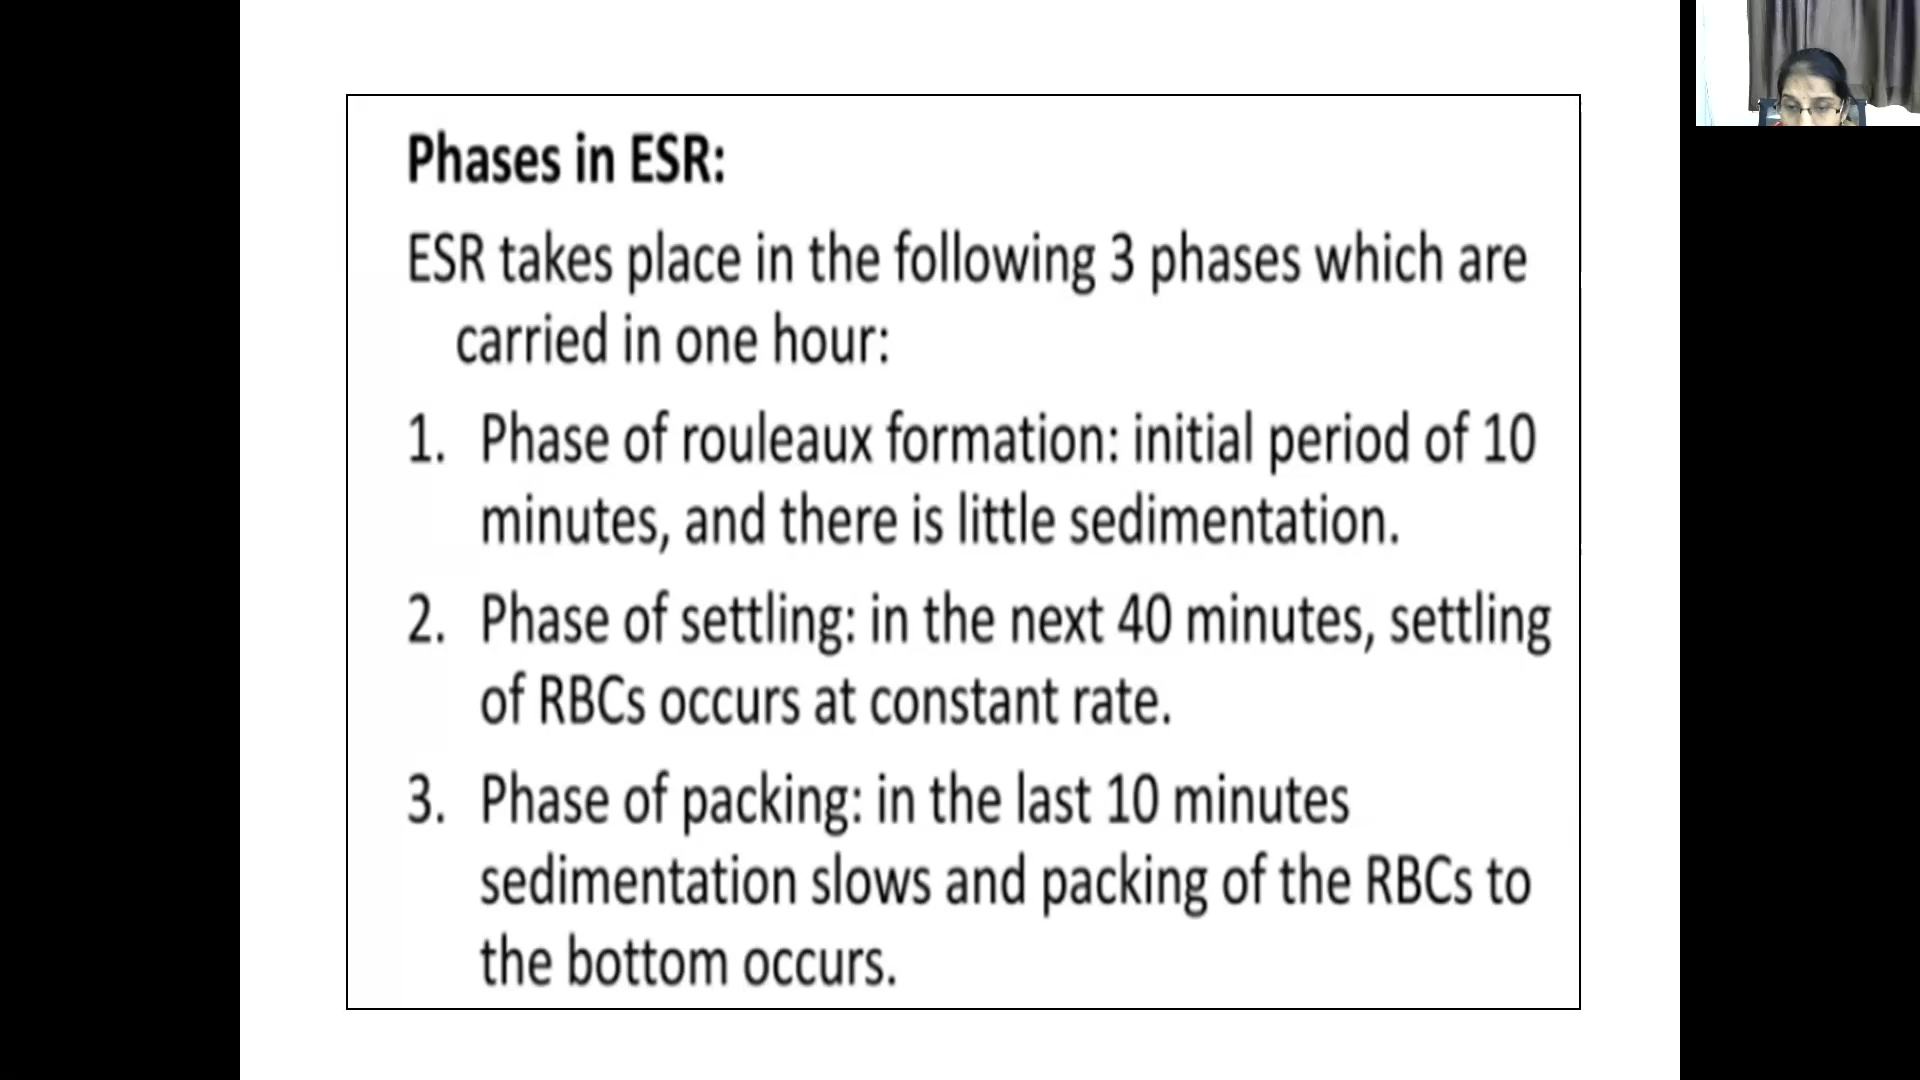 Phases in ESR:
ESR takes place in the following 3 phases which are
carried in one hour:
1. Phase of rouleaux formation: initial period of 10
minutes, and there is little sedimentation.
2. Phase of settling: in the next 40 minutes, settling
of RBCs occurs at constant rate.
3. Phase of packing: in the last 10 minutes
sedimentation slows and packing of the RBCs to
the bottom occurs.